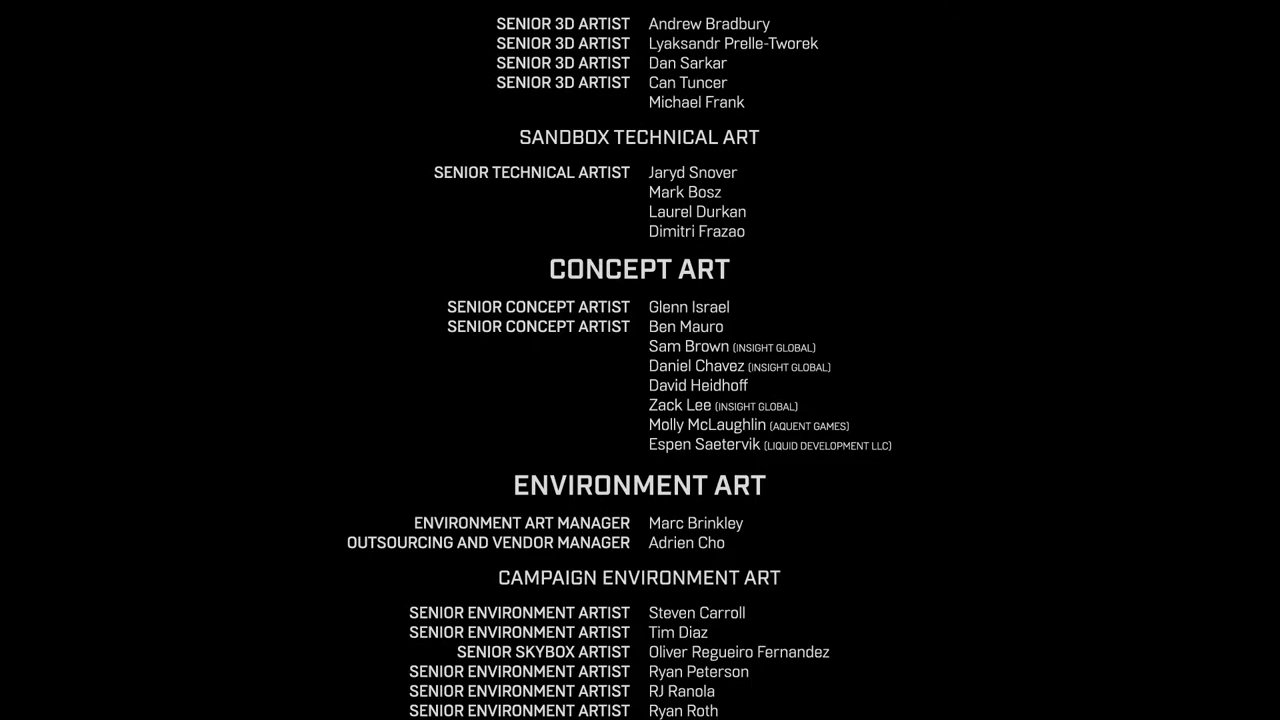 SENIOR 3D ARTIST Andrew Bradbury
SENIOR 3D ARTIST Lyaksandr Prelle-Tworek
SENIOR 3D ARTIST Dan Sarkar
SENIOR 3D ARTIST Can Tuncer
Michael Frank
SANDBOX TECHNICAL ART
SENIOR TECHNICAL ARTIST Jaryd Snover
Mark Bosz
Laurel Durkan
Dimitri Frazao
CONCEPT ART
SENIOR CONCEPT ARTIST Glenn Israel
SENIOR CONCEPT ARTIST Ben Mauro
Sam Brown (INSIGHT GLOBAL)
Daniel Chavez (INSIGHT GLOBAL)
David Heidhoff
Zack Lee (INSIGHT GLOBAL)
Molly McLaughlin (AQUENT GAMES)
Espen Saetervik (LIQUID DEVELOPMENT LLC)
ENVIRONMENT ART
ENVIRONMENT ART MANAGER Marc Brinkley
OUTSOURCING AND VENDOR MANAGER Adrien Cho
CAMPAIGN ENVIRONMENT ART
SENIOR ENVIRONMENT ARTIST Steven Carroll
SENIOR ENVIRONMENT ARTIST Tim Diaz
SENIOR SKYBOX ARTIST Oliver Regueiro Fernandez
SENIOR ENVIRONMENT ARTIST Ryan Peterson
SENIOR ENVIRONMENT ARTIST RJ Ranola
SENIOR ENVIRONMENT ARTIST Ryan Roth